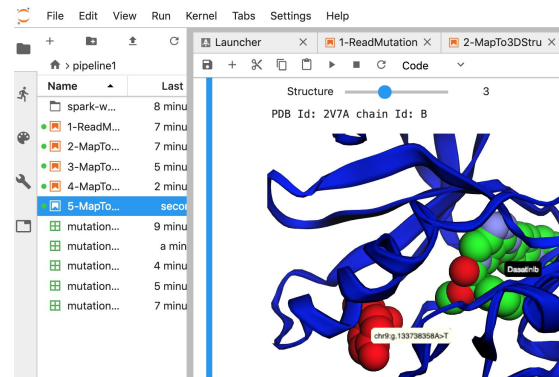 File Edit View Run Kernel Tabs Settings Help
Launcher 1-ReadMutation 2-MapTo3DStru
pipeline1
Code
Name Last
Structure 3
PDB Id: 2V7A chain Id: B
spark-w... 8 minu
1-ReadM... 7 minu
2-MapTo... 7 minu
3-MapTo... 5 minu
4-MapTo... 2 minu
5-MapTo... secon
mutation... 9 minu
mutation... a min
mutation... 4 minu
mutation... 5 minu
mutation... 7 minu
Dasatinib
chr9:g.133738358A>T